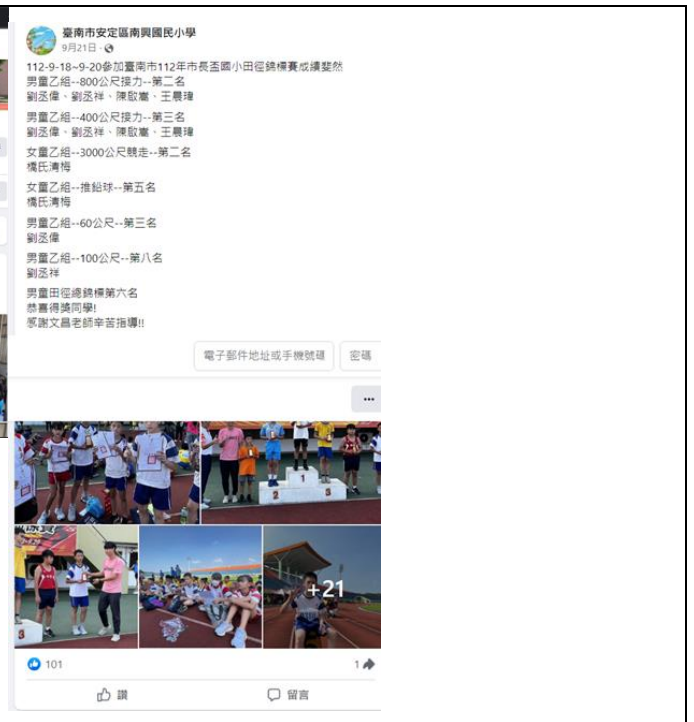 臺南市安定區南興國民小學
9月21日
112-9-18~9-20參加臺南市112年市長盃國小田徑錦標賽成績斐然
男童乙組--800公尺接力--第二名
劉丞偉、劉丞祥、陳歆嵩、王晨瑋
男童乙組--400公尺接力--第三名
劉丞偉、劉丞祥、陳歆嵩、王晨瑋
女童乙組--3000公尺競走--第二名
橋氏清梅
女童乙組--推鉛球--第五名
橋氏清梅
男童乙組--60公尺--第三名
劉丞偉
男童乙組--100公尺--第八名
劉丞祥
男童田徑總錦標第六名
恭喜得獎同學!
感謝文昌老師辛苦指導!!
電子郵件地址或手機號碼
密碼
1
2
3
3
+21
101
1
讚
留言